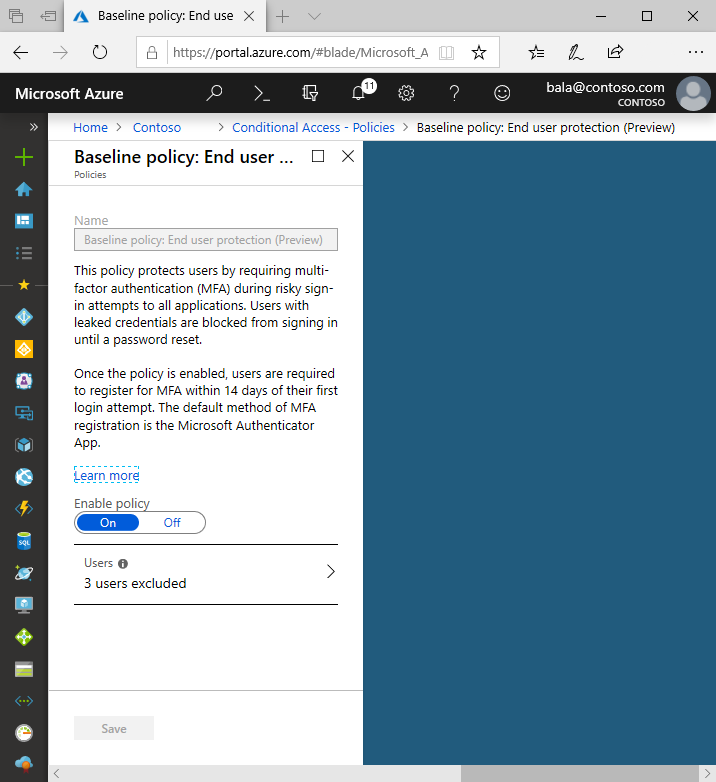 Baseline policy: End use
https://portal.azure.com/#blade/Microsoft_A
Microsoft Azure
11
bala@contoso.com
CONTOSO
Home > Contoso > Conditional Access - Policies > Baseline policy: End user protection (Preview)
Baseline policy: End user ...
Policies
Name
Baseline policy: End user protection (Preview)
This policy protects users by requiring multi-
factor authentication (MFA) during risky sign-
in attempts to all applications. Users with
leaked credentials are blocked from signing in
until a password reset.
Once the policy is enabled, users are required
to register for MFA within 14 days of their first
login attempt. The default method of MFA
registration is the Microsoft Authenticator
App.
Learn more
Enable policy
On Off
Users
3 users excluded
SQL
Save